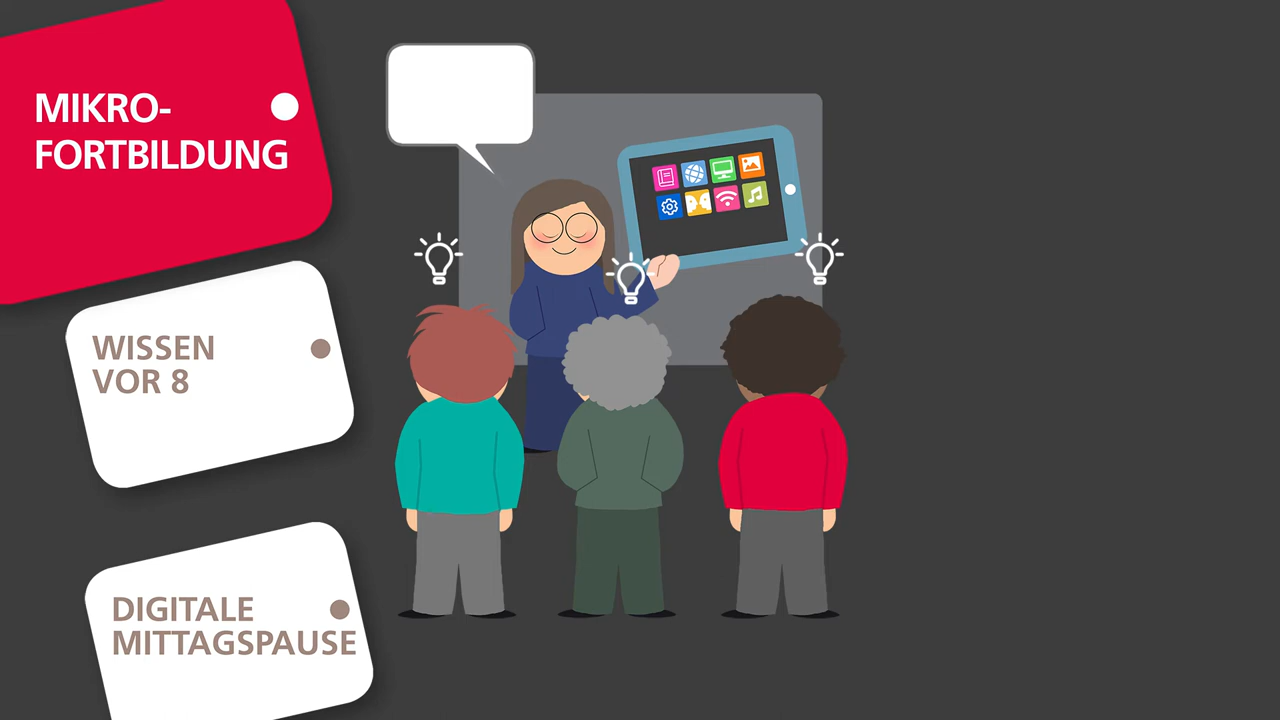 MIKRO-
FORTBILDUNG
WISSEN
VOR 8
DIGITALE
MITTAGSPAUSE